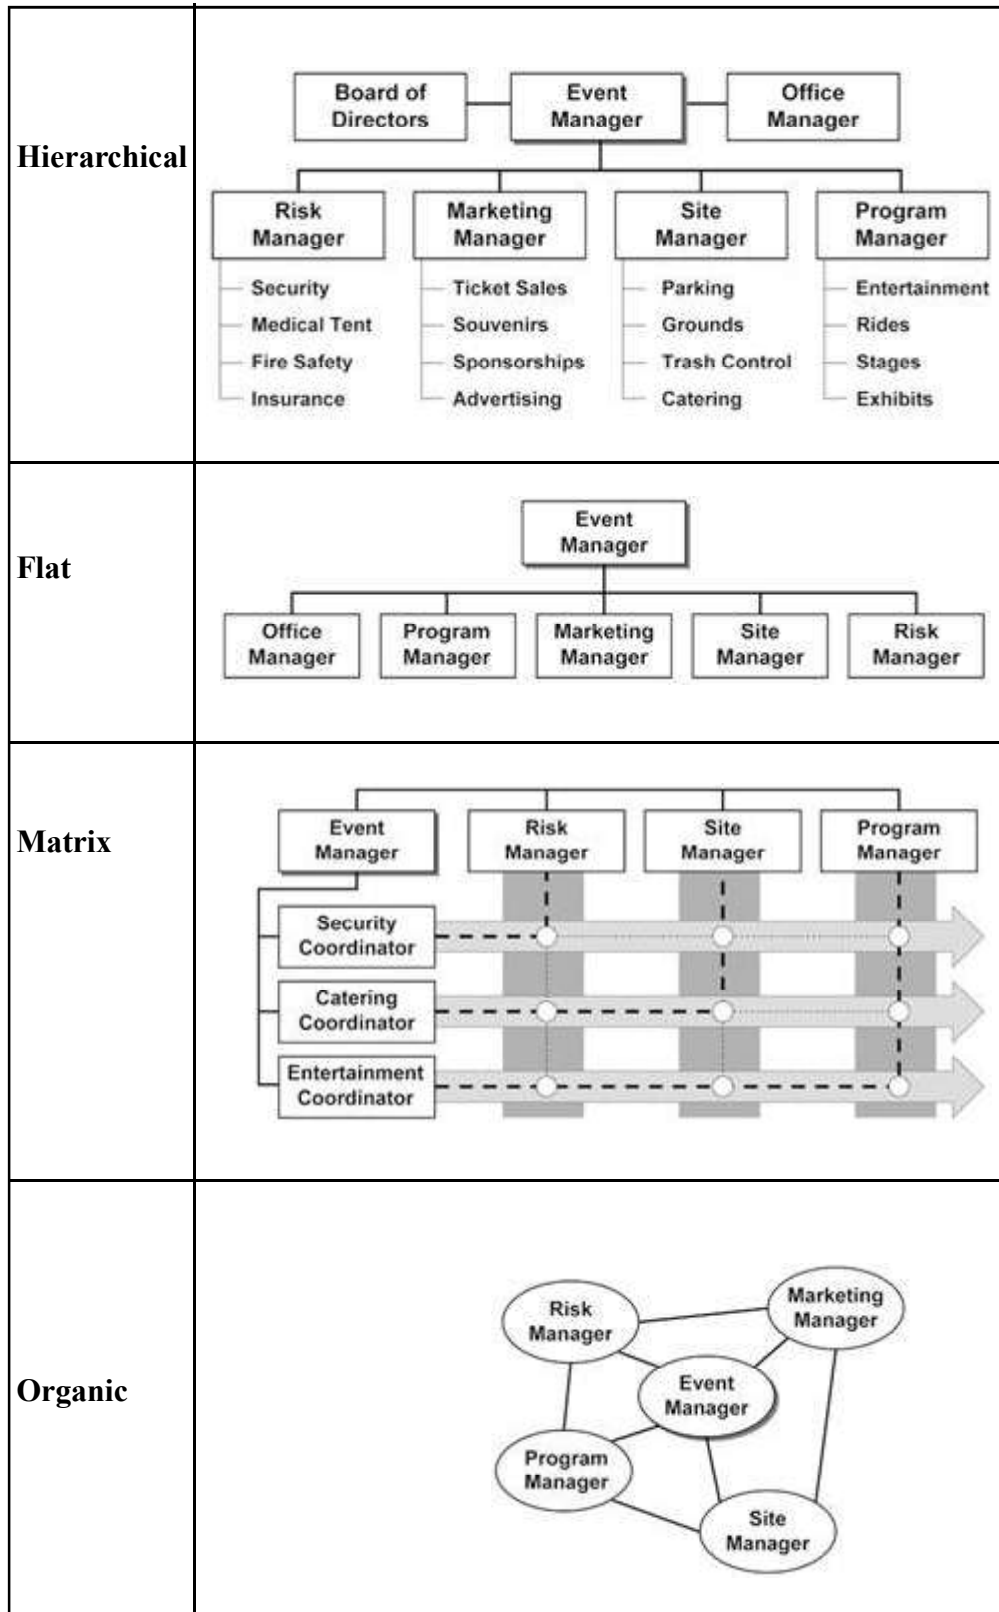 Hierarchical
Board of
Directors
Event
Manager
Office
Manager
Risk
Manager
Marketing
Manager
Site
Manager
Program
Manager
Security
Medical Tent
Fire Safety
Insurance
Ticket Sales
Souvenirs
Sponsorships
Advertising
Parking
Grounds
Trash Control
Catering
Entertainment
Rides
Stages
Exhibits
Flat
Event
Manager
Office
Manager
Program
Manager
Marketing
Manager
Site
Manager
Risk
Manager
Matrix
Event
Manager
Risk
Manager
Site
Manager
Program
Manager
Security
Coordinator
Catering
Coordinator
Entertainment
Coordinator
Organic
Risk
Manager
Marketing
Manager
Event
Manager
Program
Manager
Site
Manager